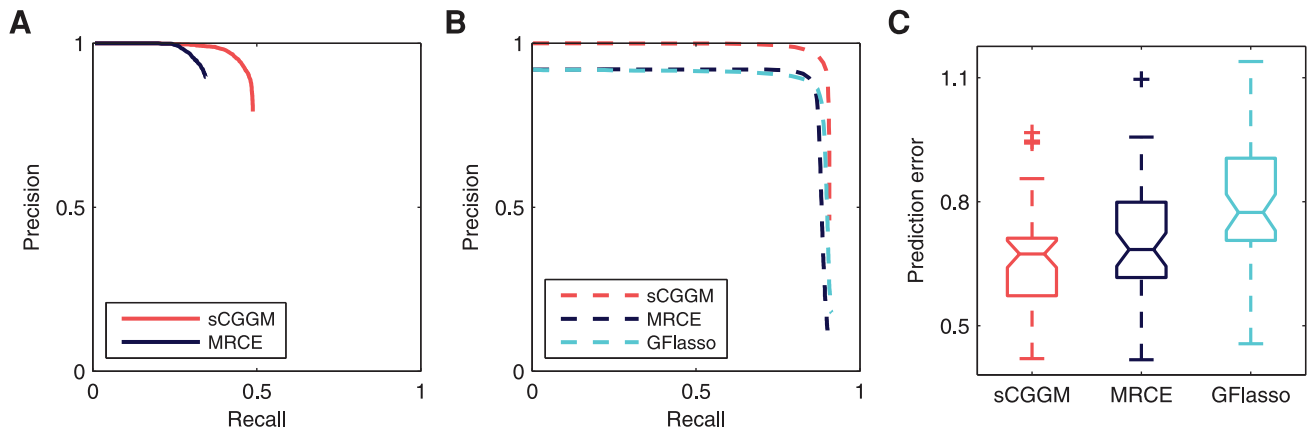 A
Precision
1
0.5
0
0
0.5
1
Recall
sCGGM
MRCE
B
Precision
1
0.5
0
0
0.5
1
Recall
sCGGM
MRCE
GFlasso
C
Prediction error
1.1
0.8
0.5
sCGGM MRCE GFlasso